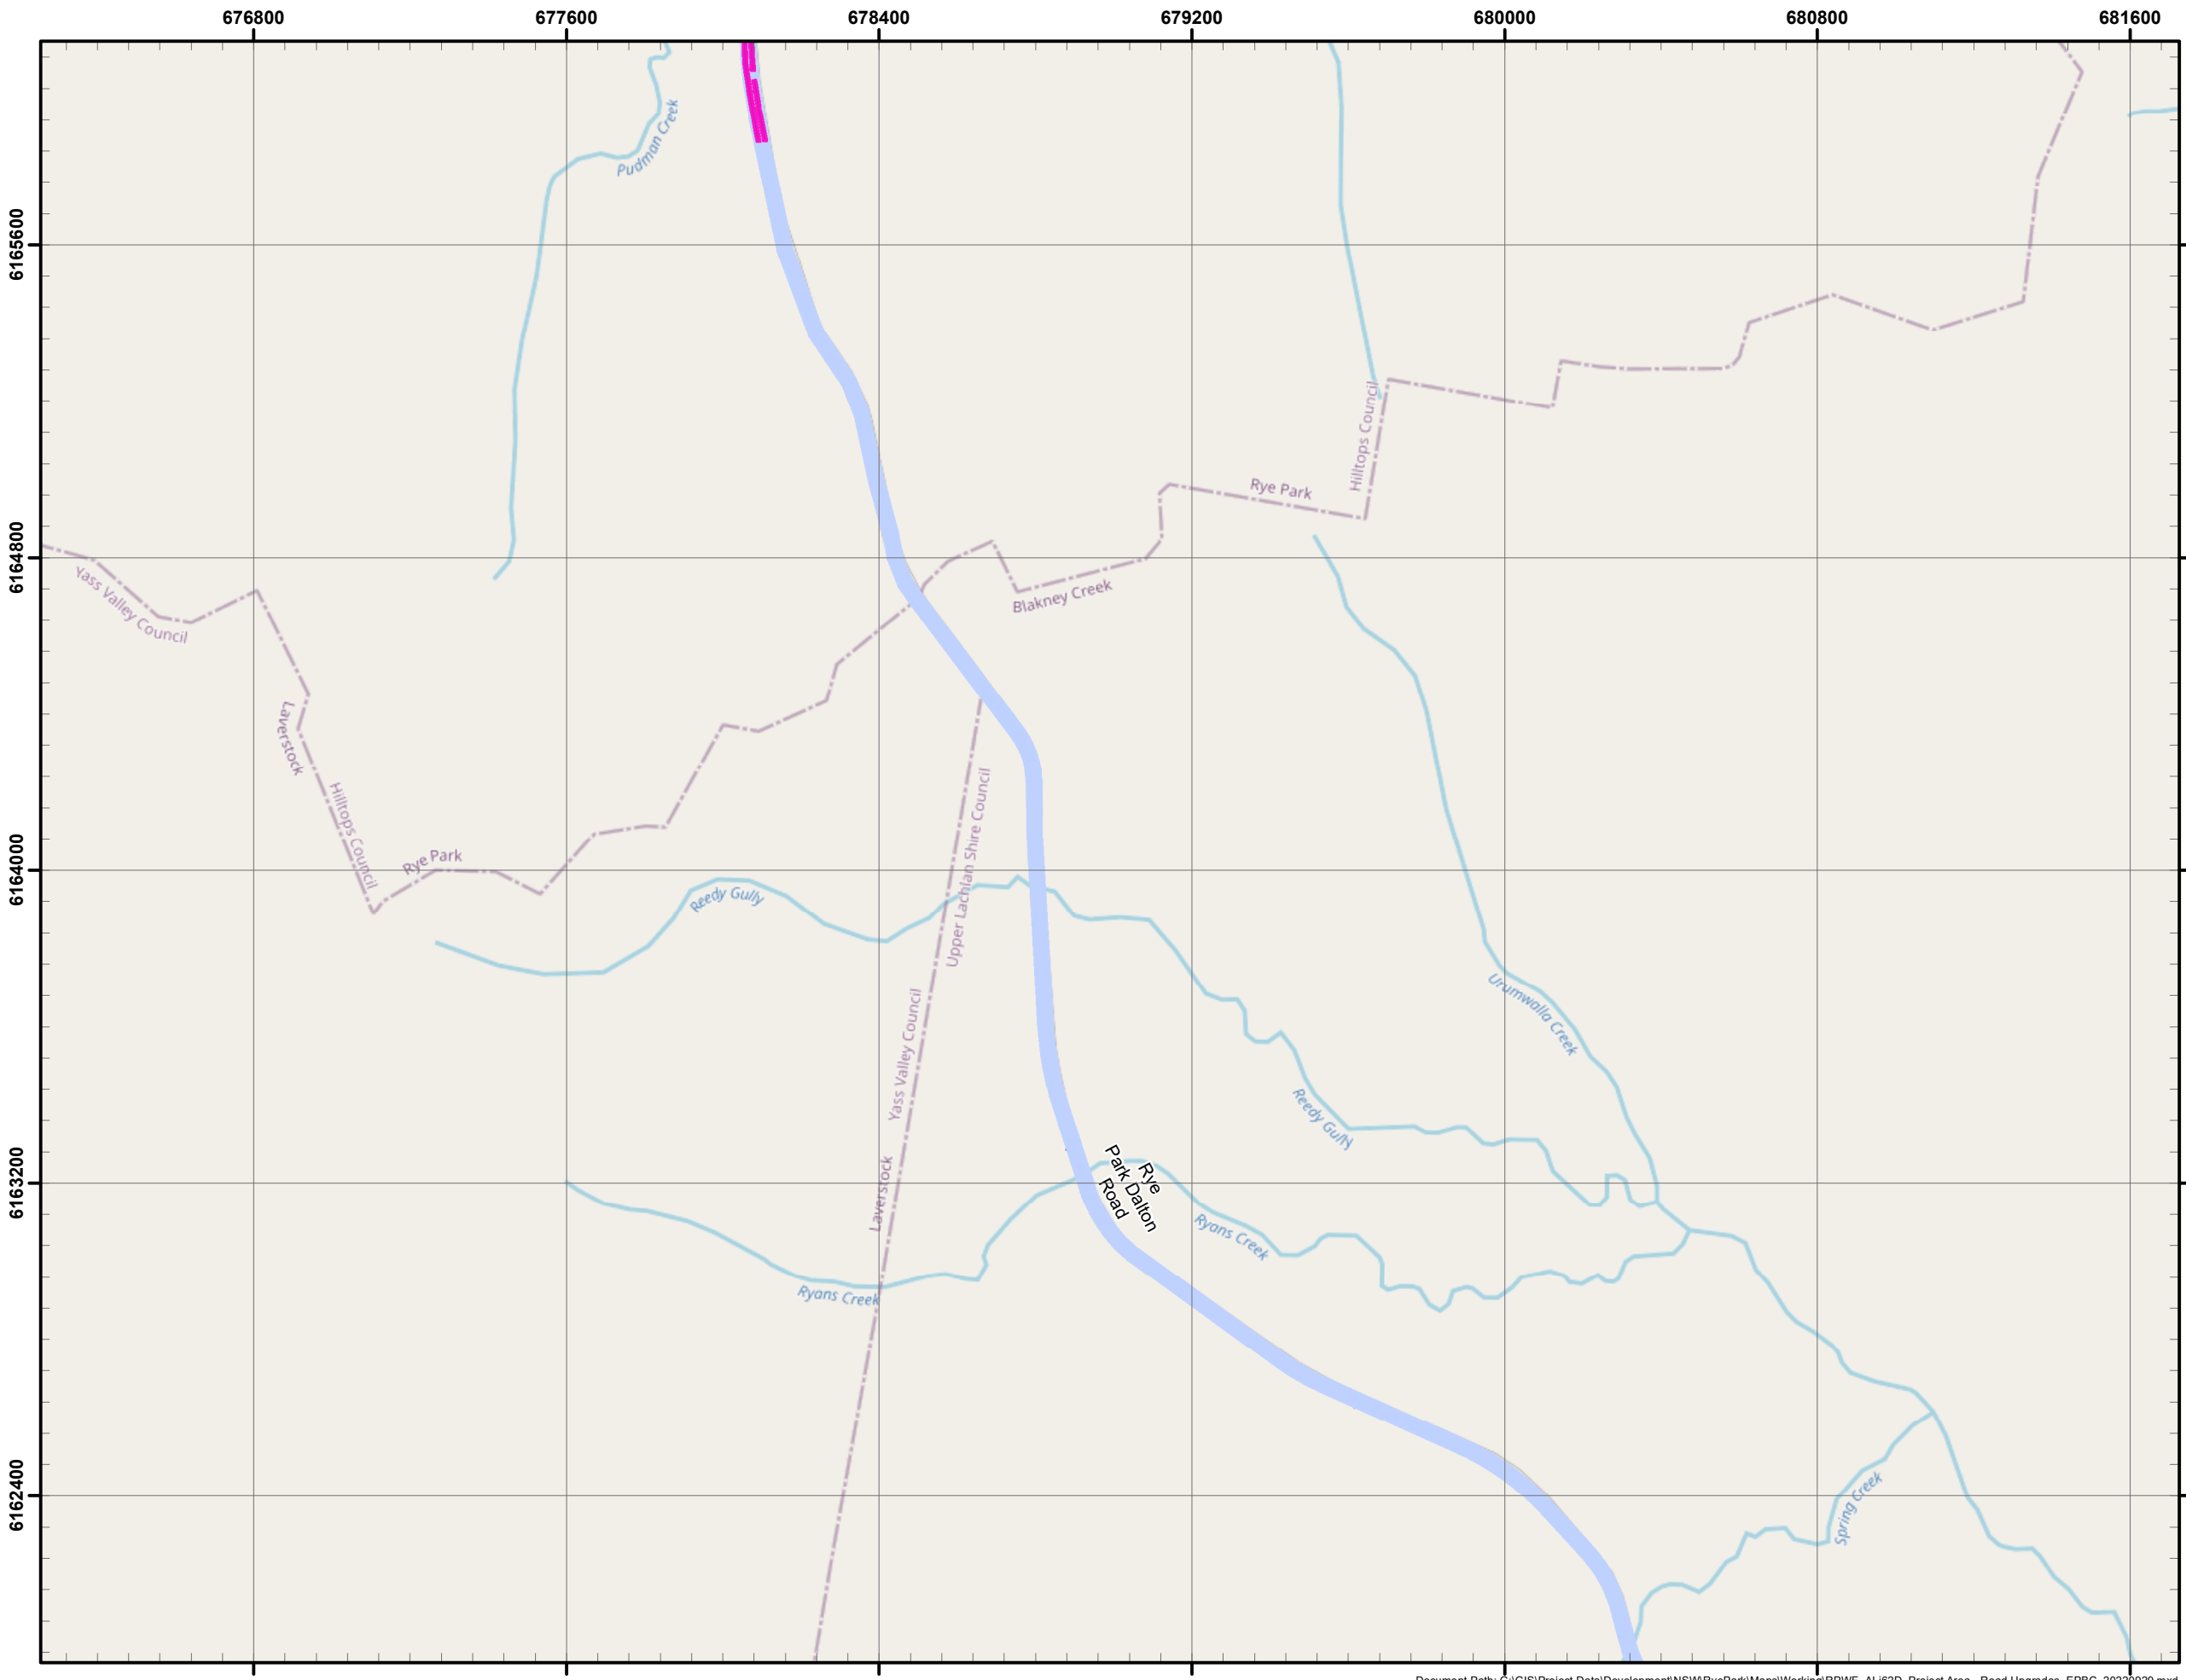 676800 677600 678400 679200 680000 680800 681600
6165600
6164800
6164000
6163200
6162400
Pudman Creek
Hilltops Council
Rye Park
Blakney Creek
Yass Valley Council
Laverstock
Hilltops Council
Rye Park
Reedy Gully
Upper Lachlan Shire Council
Yass Valley Council
Laverstock
Urumwalla Creek
Reedy Gully
Rye
Park Dalton
Road
Ryans Creek
Ryans Creek
Spring Creek